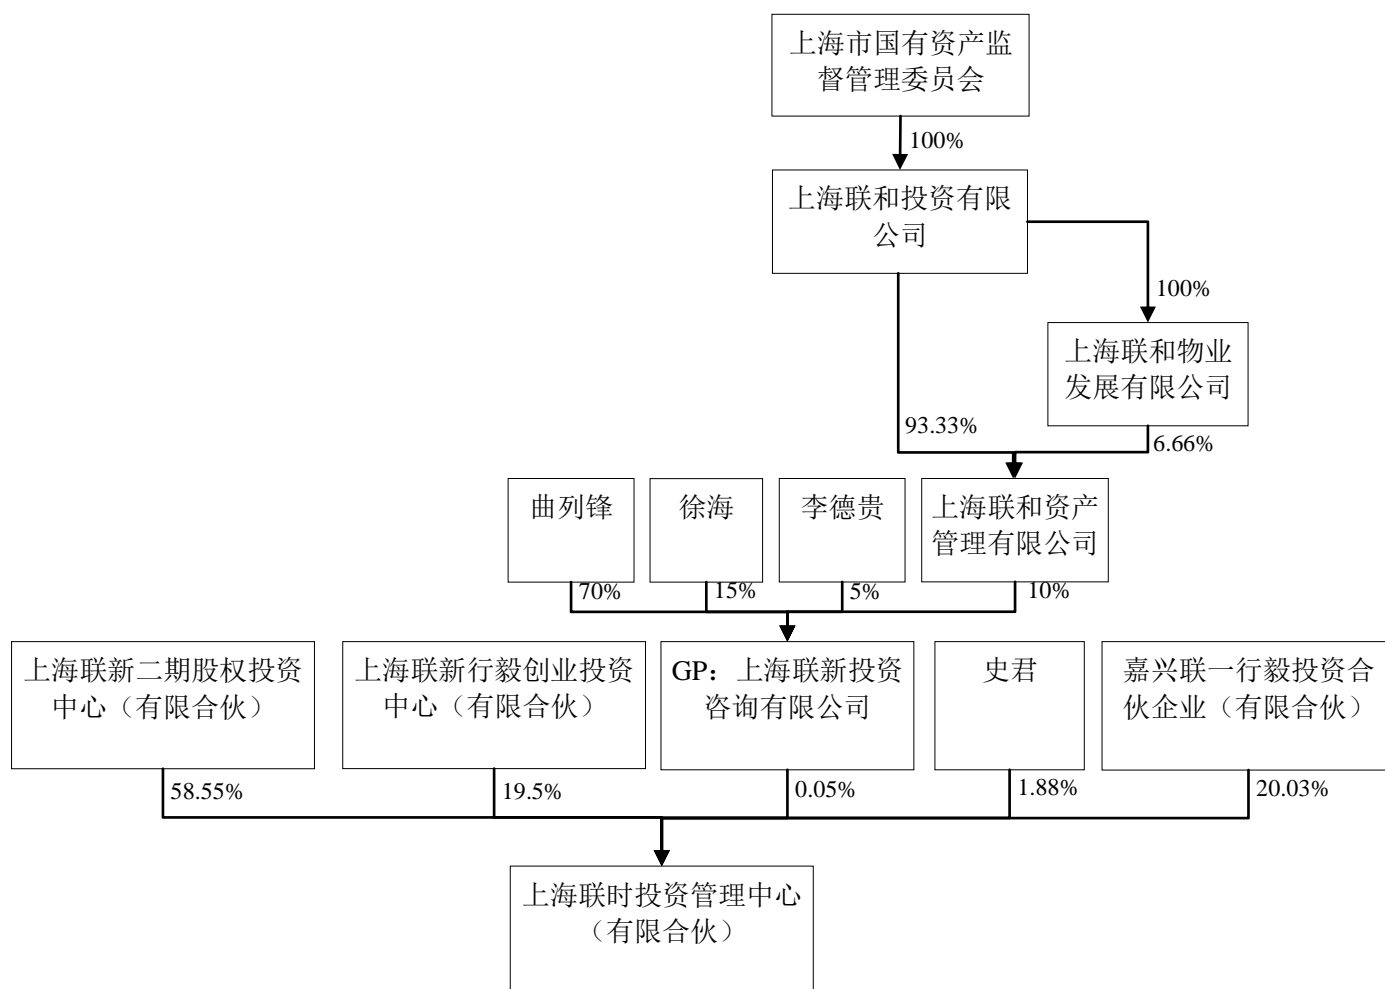 上海市国有资产监
督管理委员会
100%
上海联和投资有限
公司
100%
上海联和物业
发展有限公司
93.33%
6.66%
曲列锋
徐海
李德贵
上海联和资产
管理有限公司
70%
15%
5%
10%
上海联新二期股权投资
中心（有限合伙）
上海联新行毅创业投资
中心（有限合伙）
GP：上海联新投资
咨询有限公司
史君
嘉兴联一行毅投资合
伙企业（有限合伙）
58.55%
19.5%
0.05%
1.88%
20.03%
上海联时投资管理中心
（有限合伙）